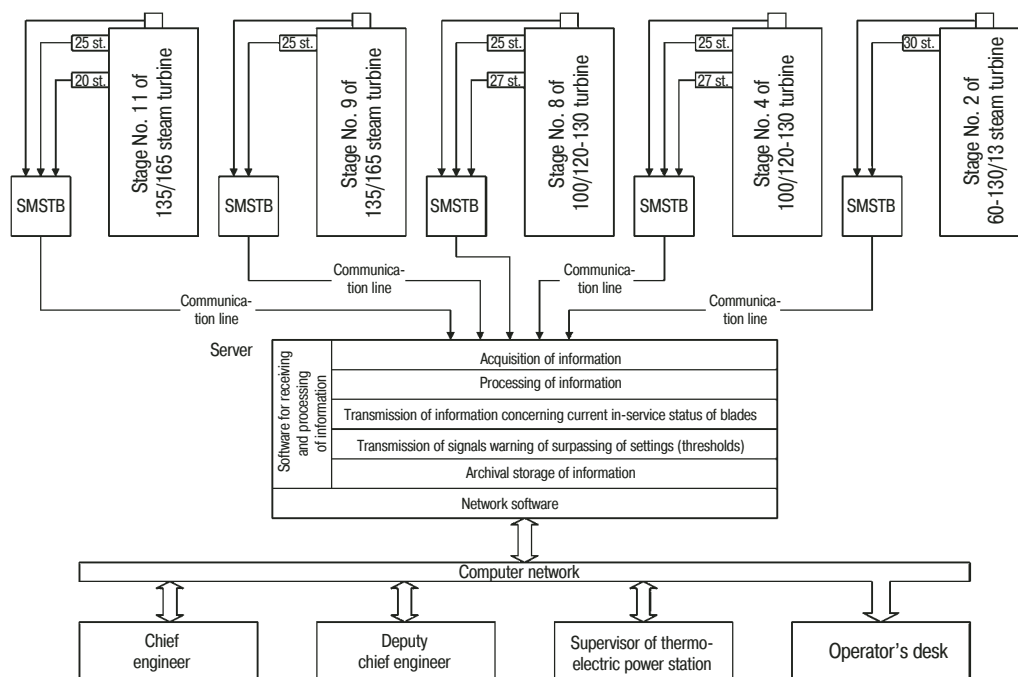 25 st.
20 st.
Stage No. 11 of
135/165 steam turbine
SMSTB
25 st.
Stage No. 9 of
135/165 steam turbine
SMSTB
25 st.
27 st.
Stage No. 8 of
100/120-130 turbine
SMSTB
25 st.
27 st.
Stage No. 4 of
100/120-130 turbine
SMSTB
30 st.
Stage No. 2 of
60-130/13 steam turbine
SMSTB
Communica-
tion line
Communica-
tion line
Communica-
tion line
Communica-
tion line
Server
Software for receiving
and processing
of information
Acquisition of information
Processing of information
Transmission of information concerning current in-service status of blades
Transmission of signals warning of surpassing of settings (thresholds)
Archival storage of information
Network software
Computer network
Chief
engineer
Deputy
chief engineer
Supervisor of thermo-
electric power station
Operator's desk